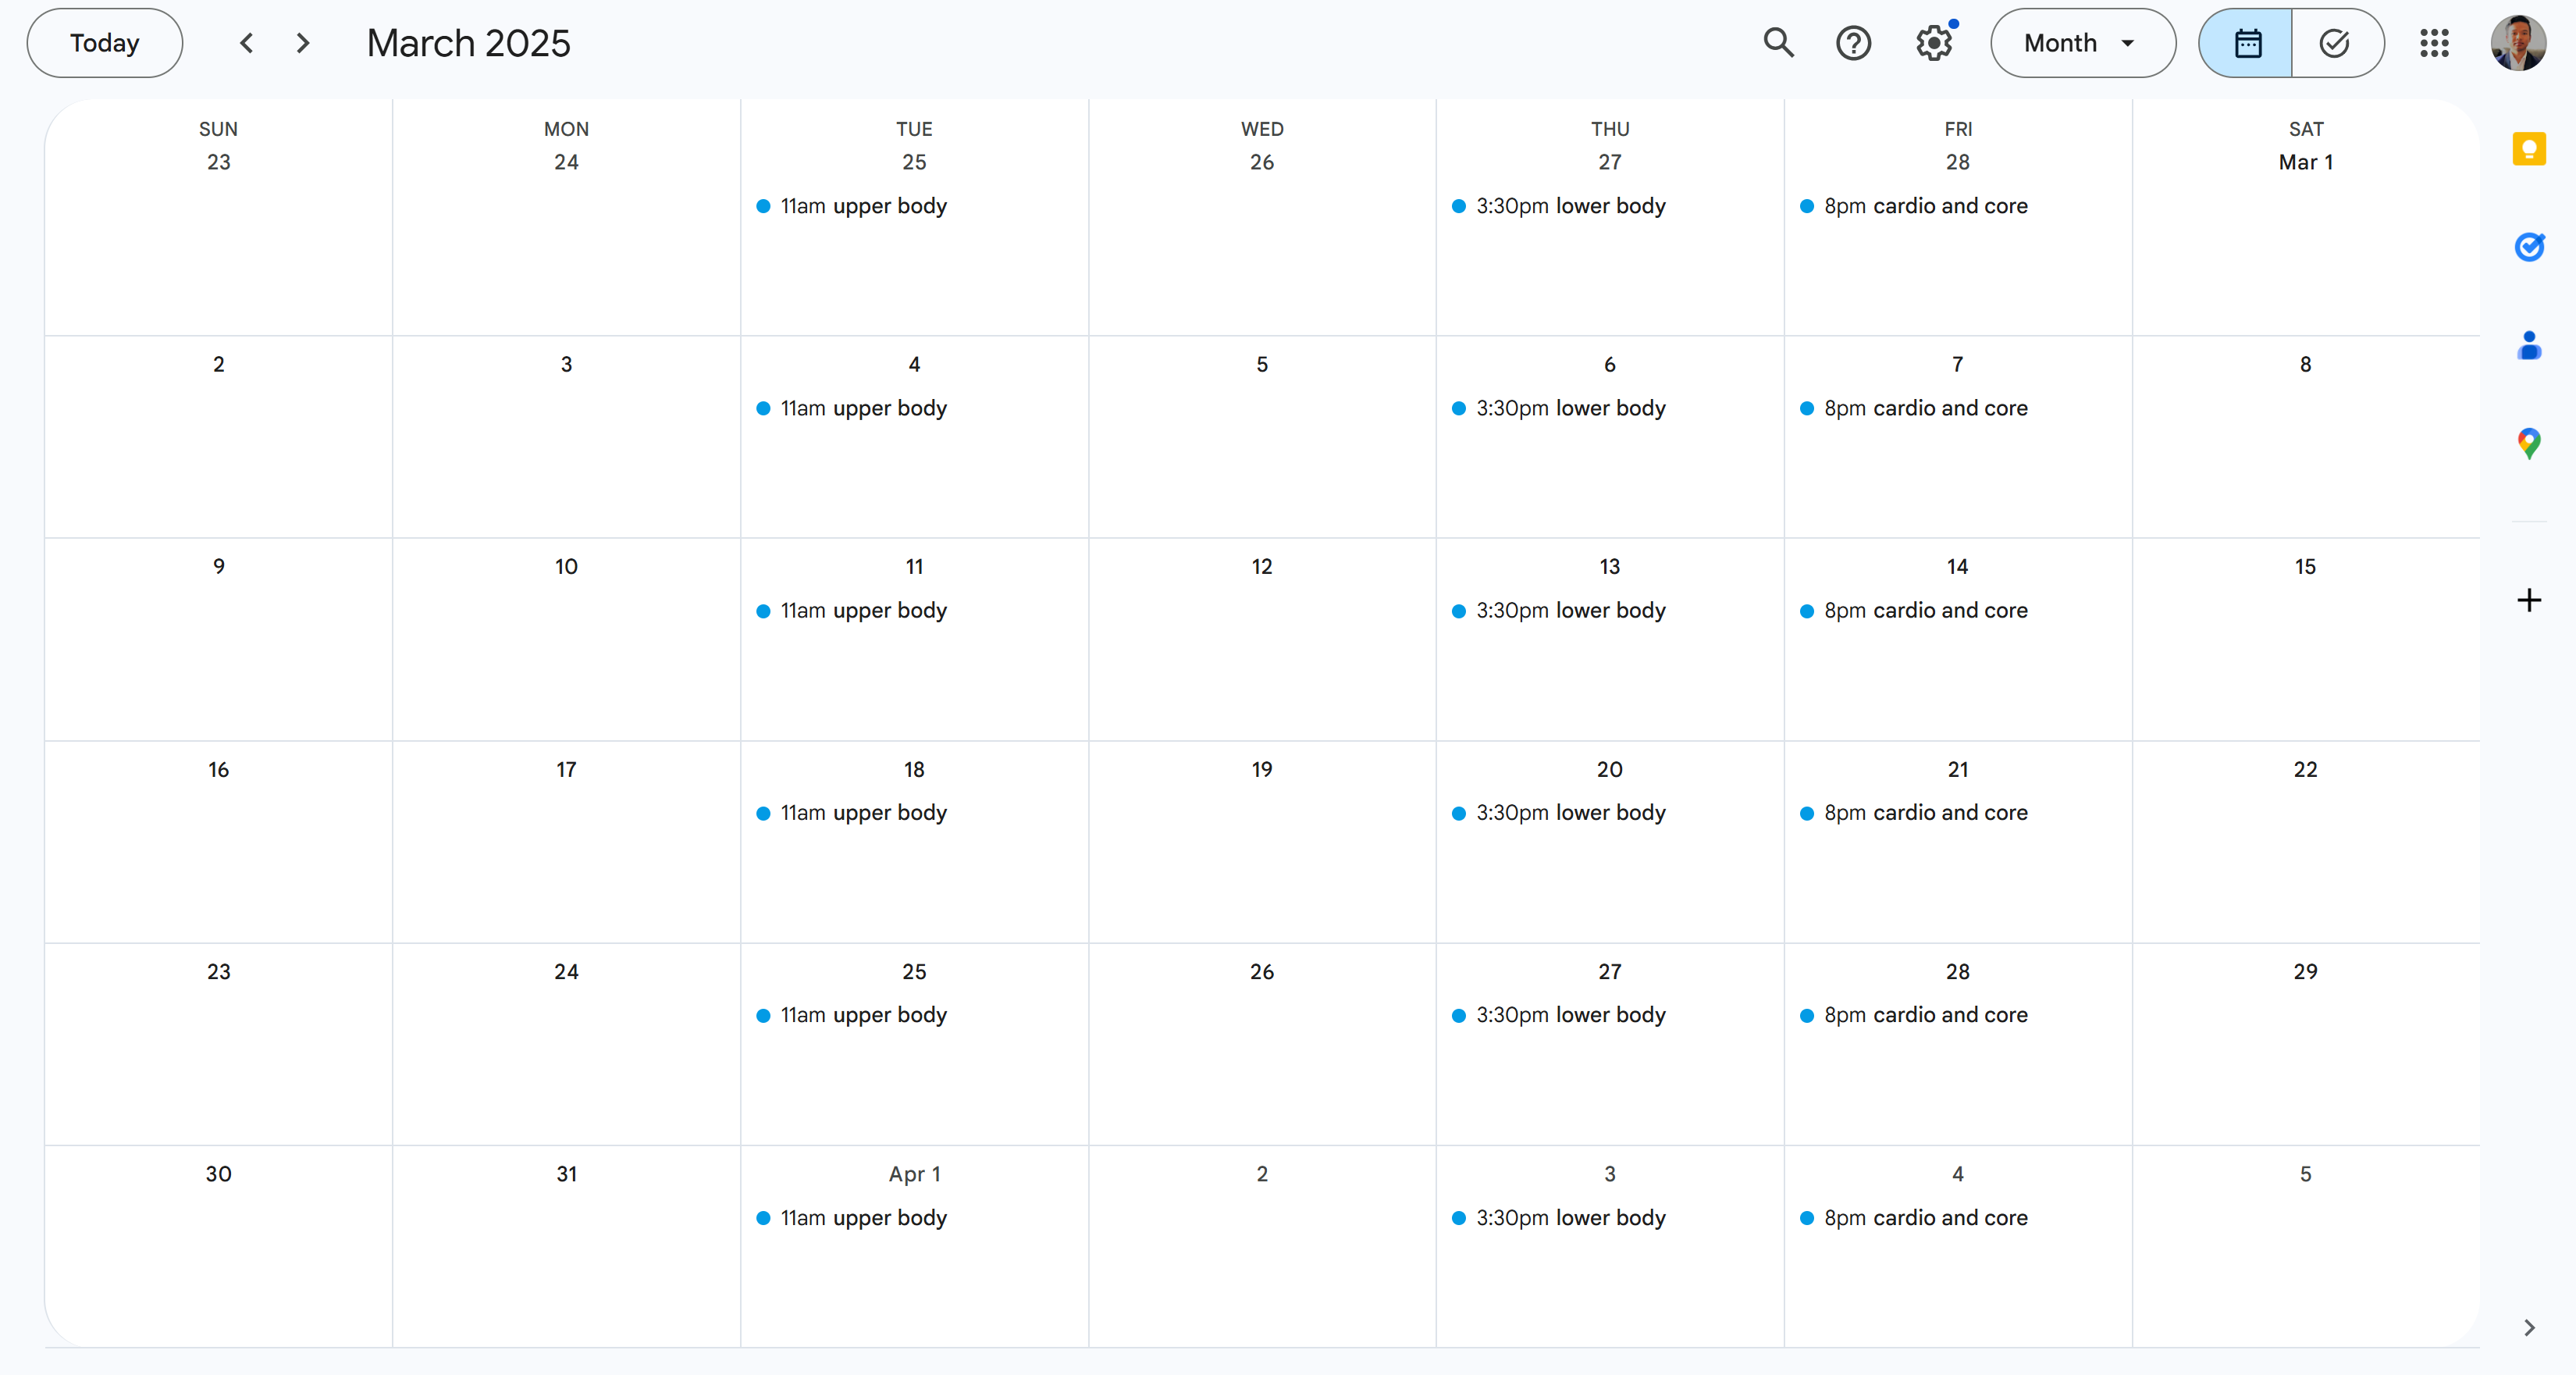 Today March 2025 Month
SUN MON TUE WED THU FRI SAT
23 24 25 26 27 28 Mar 1
11am upper body 3:30pm lower body 8pm cardio and core
2 3 4 5 6 7 8
11am upper body 3:30pm lower body 8pm cardio and core
9 10 11 12 13 14 15
11am upper body 3:30pm lower body 8pm cardio and core
16 17 18 19 20 21 22
11am upper body 3:30pm lower body 8pm cardio and core
23 24 25 26 27 28 29
11am upper body 3:30pm lower body 8pm cardio and core
30 31 Apr 1 2 3 4 5
11am upper body 3:30pm lower body 8pm cardio and core